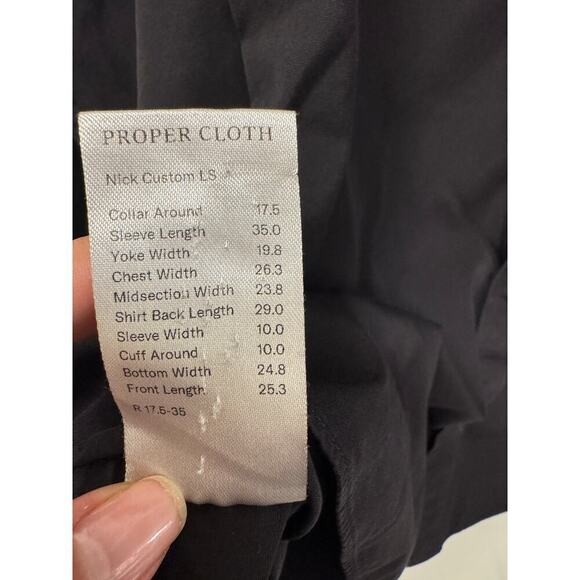 PROPER CLOTH
Nick Custom LS
Collar Around 17.5
Sleeve Length 35.0
Yoke Width 19.8
Chest Width 26.3
Midsection Width 23.8
Shirt Back Length 29.0
Sleeve Width 10.0
Cuff Around 10.0
Bottom Width 24.8
Front Length 25.3
R 17.5-35